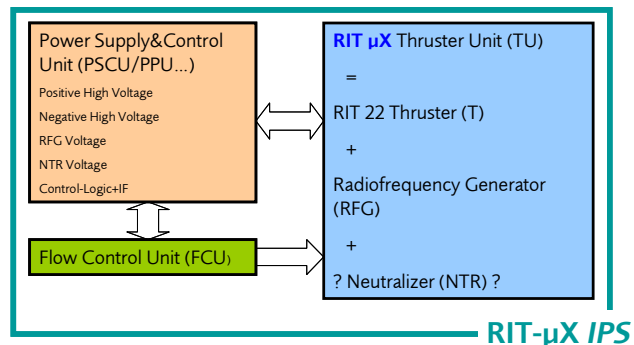 Power Supply&Control
Unit (PSCU/PPU...)
Positive High Voltage
Negative High Voltage
RFG Voltage
NTR Voltage
Control-Logic+IF
Flow Control Unit (FCU)
RIT µX Thruster Unit (TU)
=
RIT 22 Thruster (T)
+
Radiofrequency Generator
(RFG)
+
? Neutralizer (NTR) ?
RIT-µX IPS